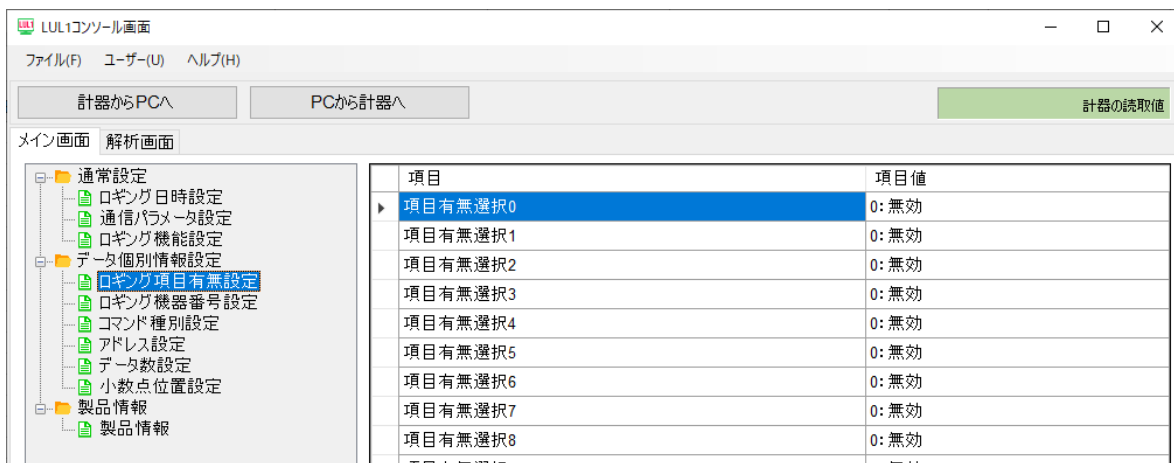 LUL1コンソール画面
ファイル(F) ユーザー(U) ヘルプ(H)
計器からPCへ PCから計器へ 計器の読取値
メイン画面 解析画面
通常設定
ロギング日時設定
通信パラメータ設定
ロギング機能設定
データ個別情報設定
ロギング項目有無設定
ロギング機器番号設定
コマンド種別設定
アドレス設定
データ数設定
小数点位置設定
製品情報
製品情報
項目 項目値
項目有無選択0 0: 無効
項目有無選択1 0: 無効
項目有無選択2 0: 無効
項目有無選択3 0: 無効
項目有無選択4 0: 無効
項目有無選択5 0: 無効
項目有無選択6 0: 無効
項目有無選択7 0: 無効
項目有無選択8 0: 無効